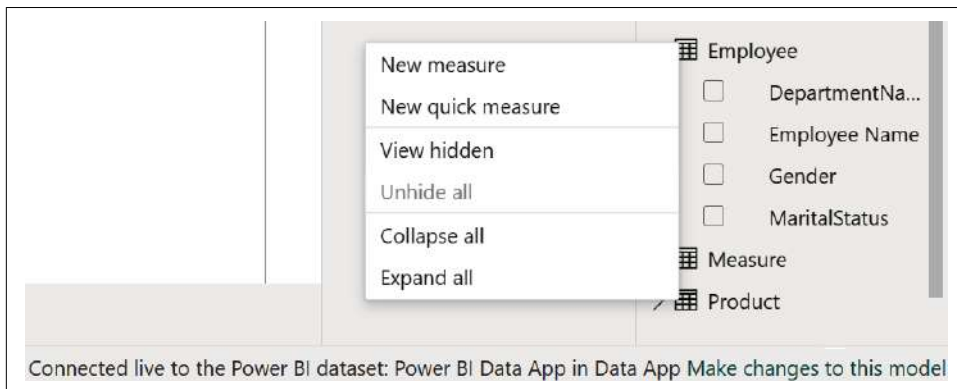 New measure
New quick measure
View hidden
Unhide all
Collapse all
Expand all
Employee
DepartmentNa...
Employee Name
Gender
MaritalStatus
Measure
Product
Connected live to the Power BI dataset: Power BI Data App in Data App Make changes to this model